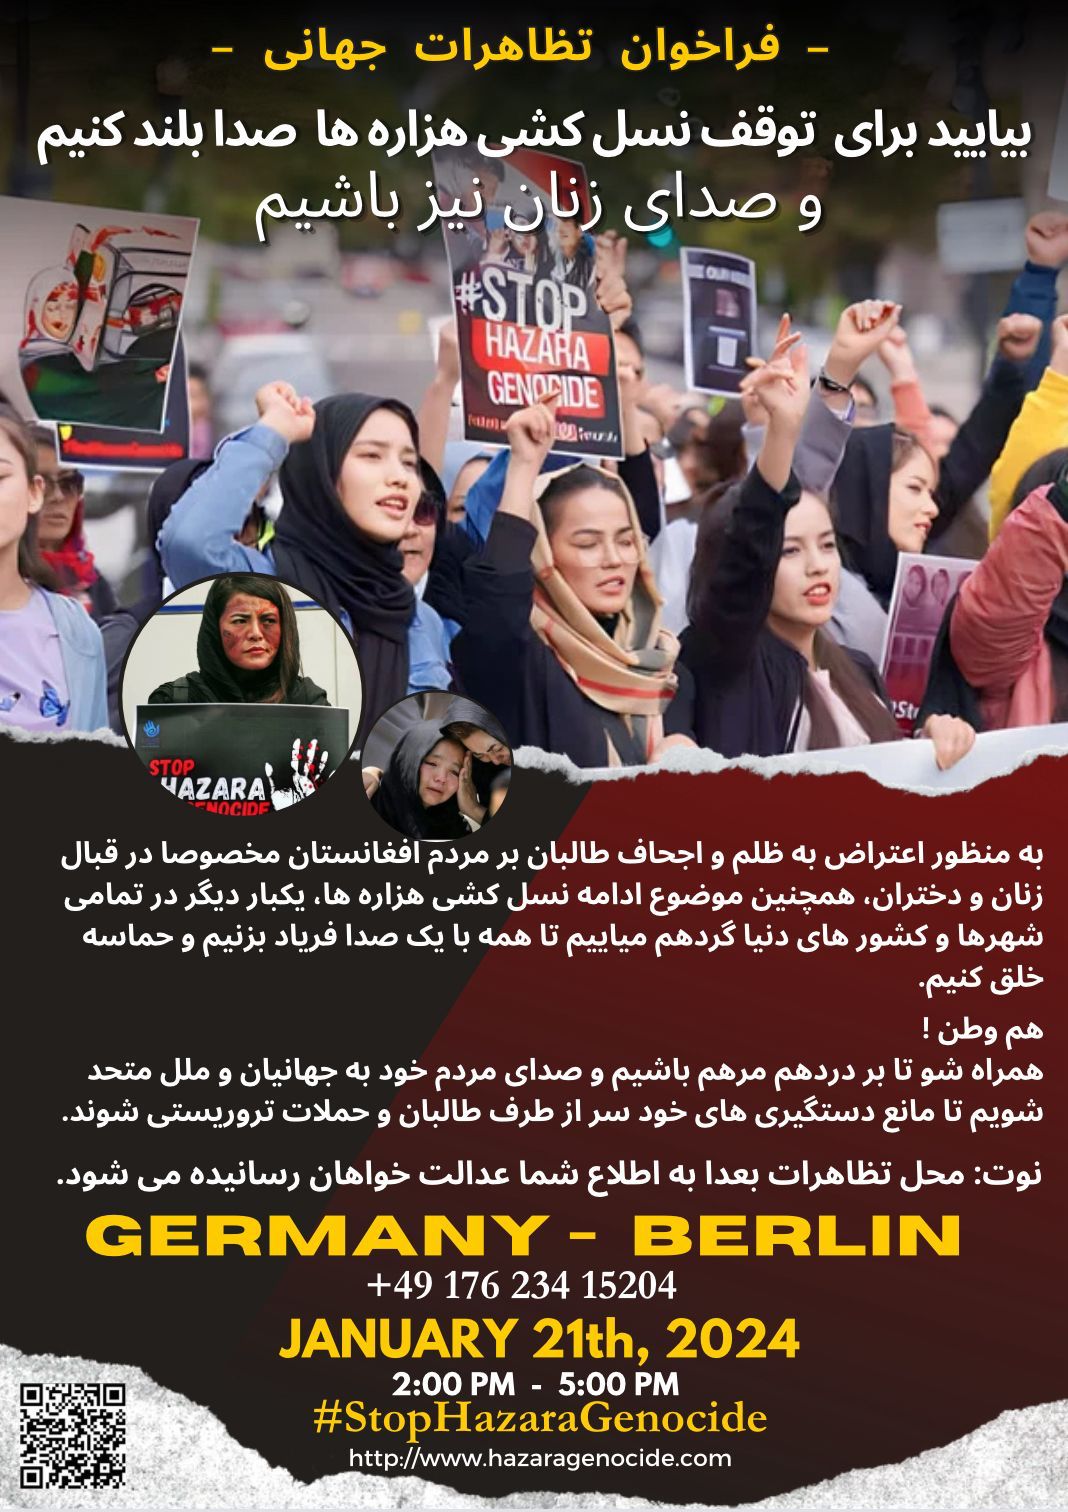 - فراخوان تظاهرات جهانی -
بیایید برای توقف نسل کشی هزاره ها صدا بلند کنیم
و صدای زنان نیز باشیم
#STOP
HAZARA
GENOCIDE
STOP
HAZARA
GENOCIDE
به منظور اعتراض به ظلم و اجحاف طالبان بر مردم افغانستان مخصوصا در قبال
زنان و دختران، همچنین موضوع ادامه نسل کشی هزاره ها، یکبار دیگر در تمامی
شهرها و کشور های دنیا گردهم میاییم تا همه با یک صدا فریاد بزنیم و حماسه
خلق کنیم.
هم وطن !
همراه شو تا بر دردهم مرهم باشیم و صدای مردم خود به جهانیان و ملل متحد
شویم تا مانع دستگیری های خود سر از طرف طالبان و حملات تروریستی شوند.
نوت: محل تظاهرات بعدا به اطلاع شما عدالت خواهان رسانیده می شود.
GERMANY - BERLIN
+49 176 234 15204
JANUARY 21th, 2024
2:00 PM - 5:00 PM
#StopHazaraGenocide
http://www.hazaragenocide.com